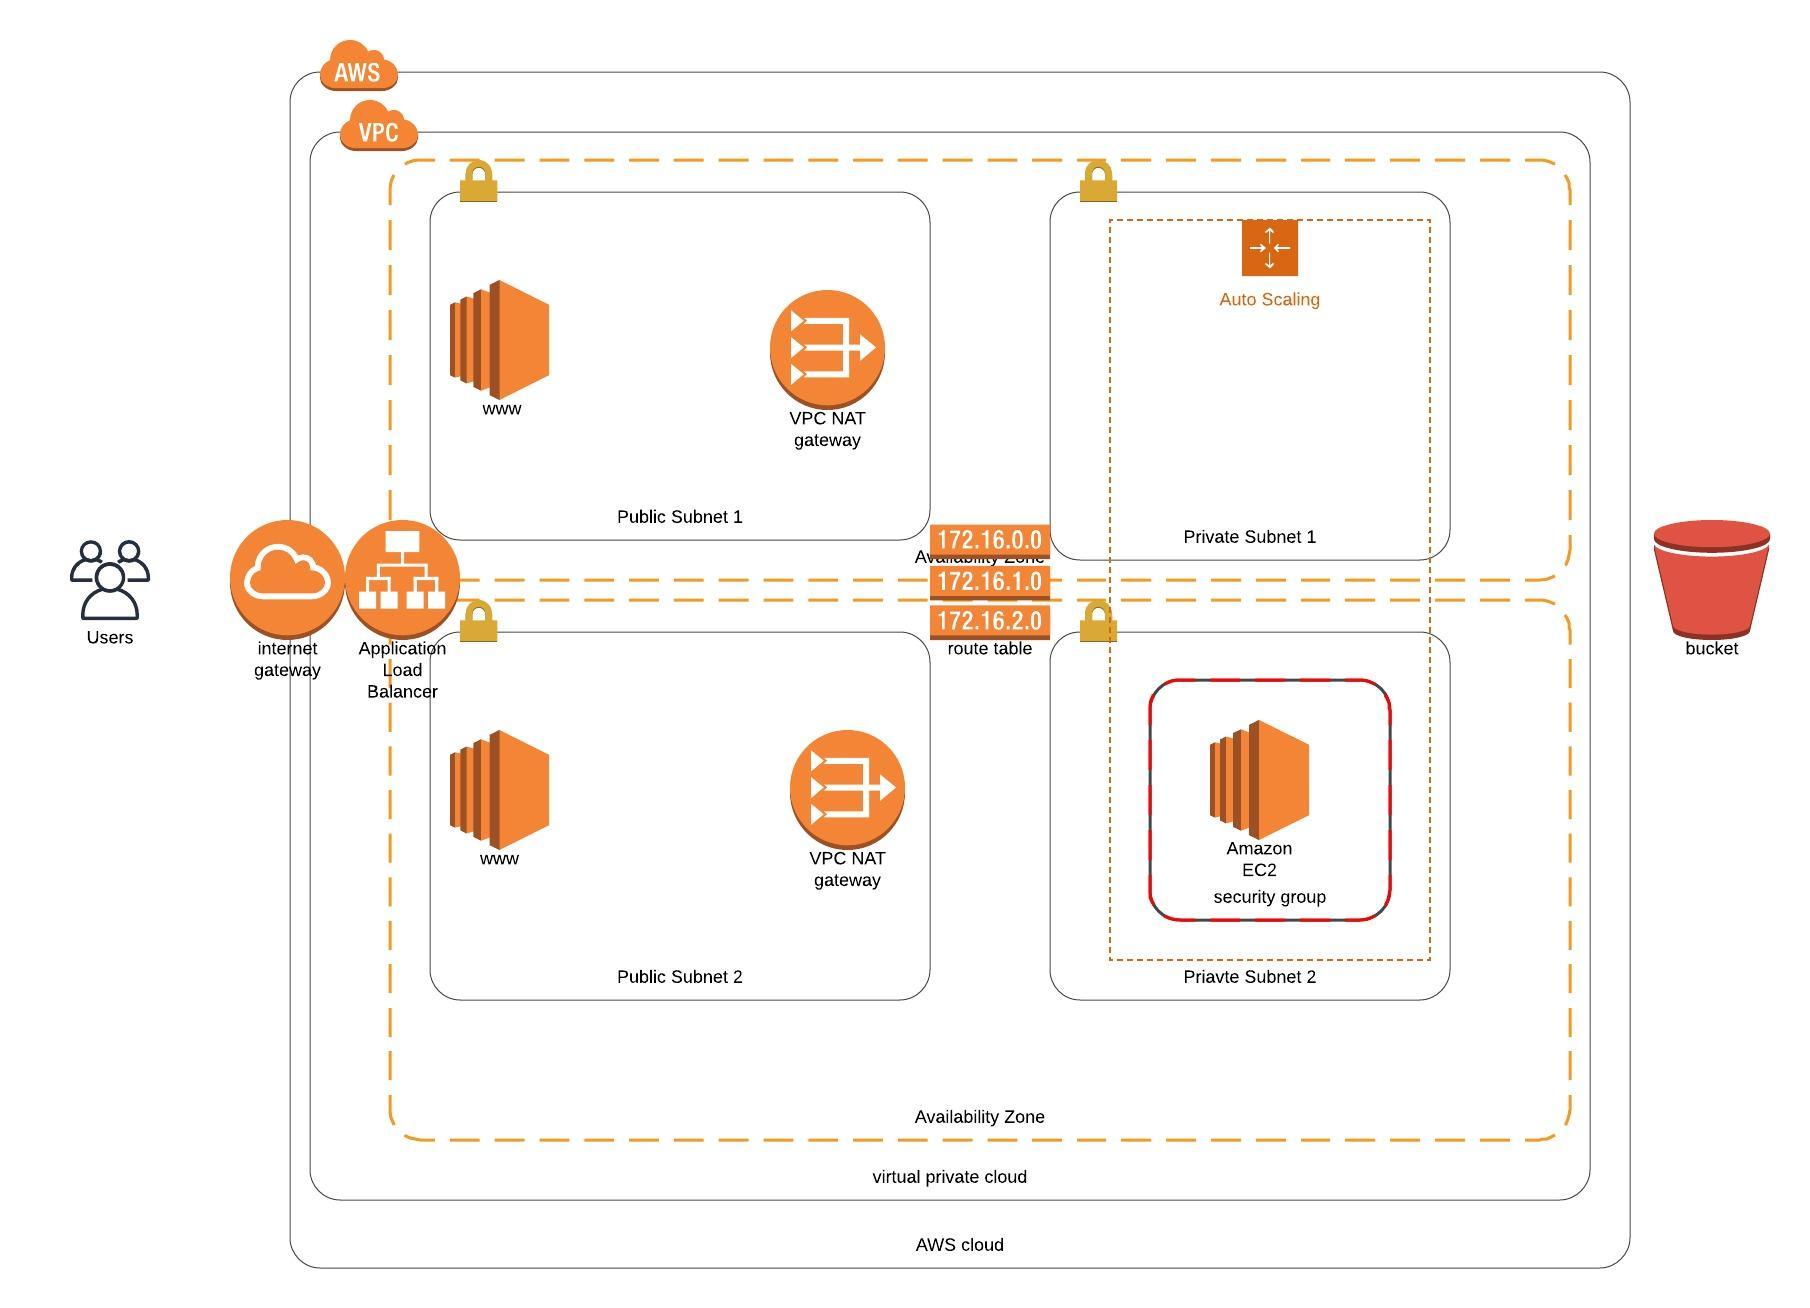 AWS
VPC
Auto Scaling
www
VPC NAT
gateway
Public Subnet 1
Private Subnet 1
172.16.0.0
Availability Zone
172.16.1.0
172.16.2.0
route table
Users
internet
gateway
Application
Load
Balancer
bucket
www
VPC NAT
gateway
Amazon
EC2
security group
Public Subnet 2
Priavte Subnet 2
Availability Zone
virtual private cloud
AWS cloud